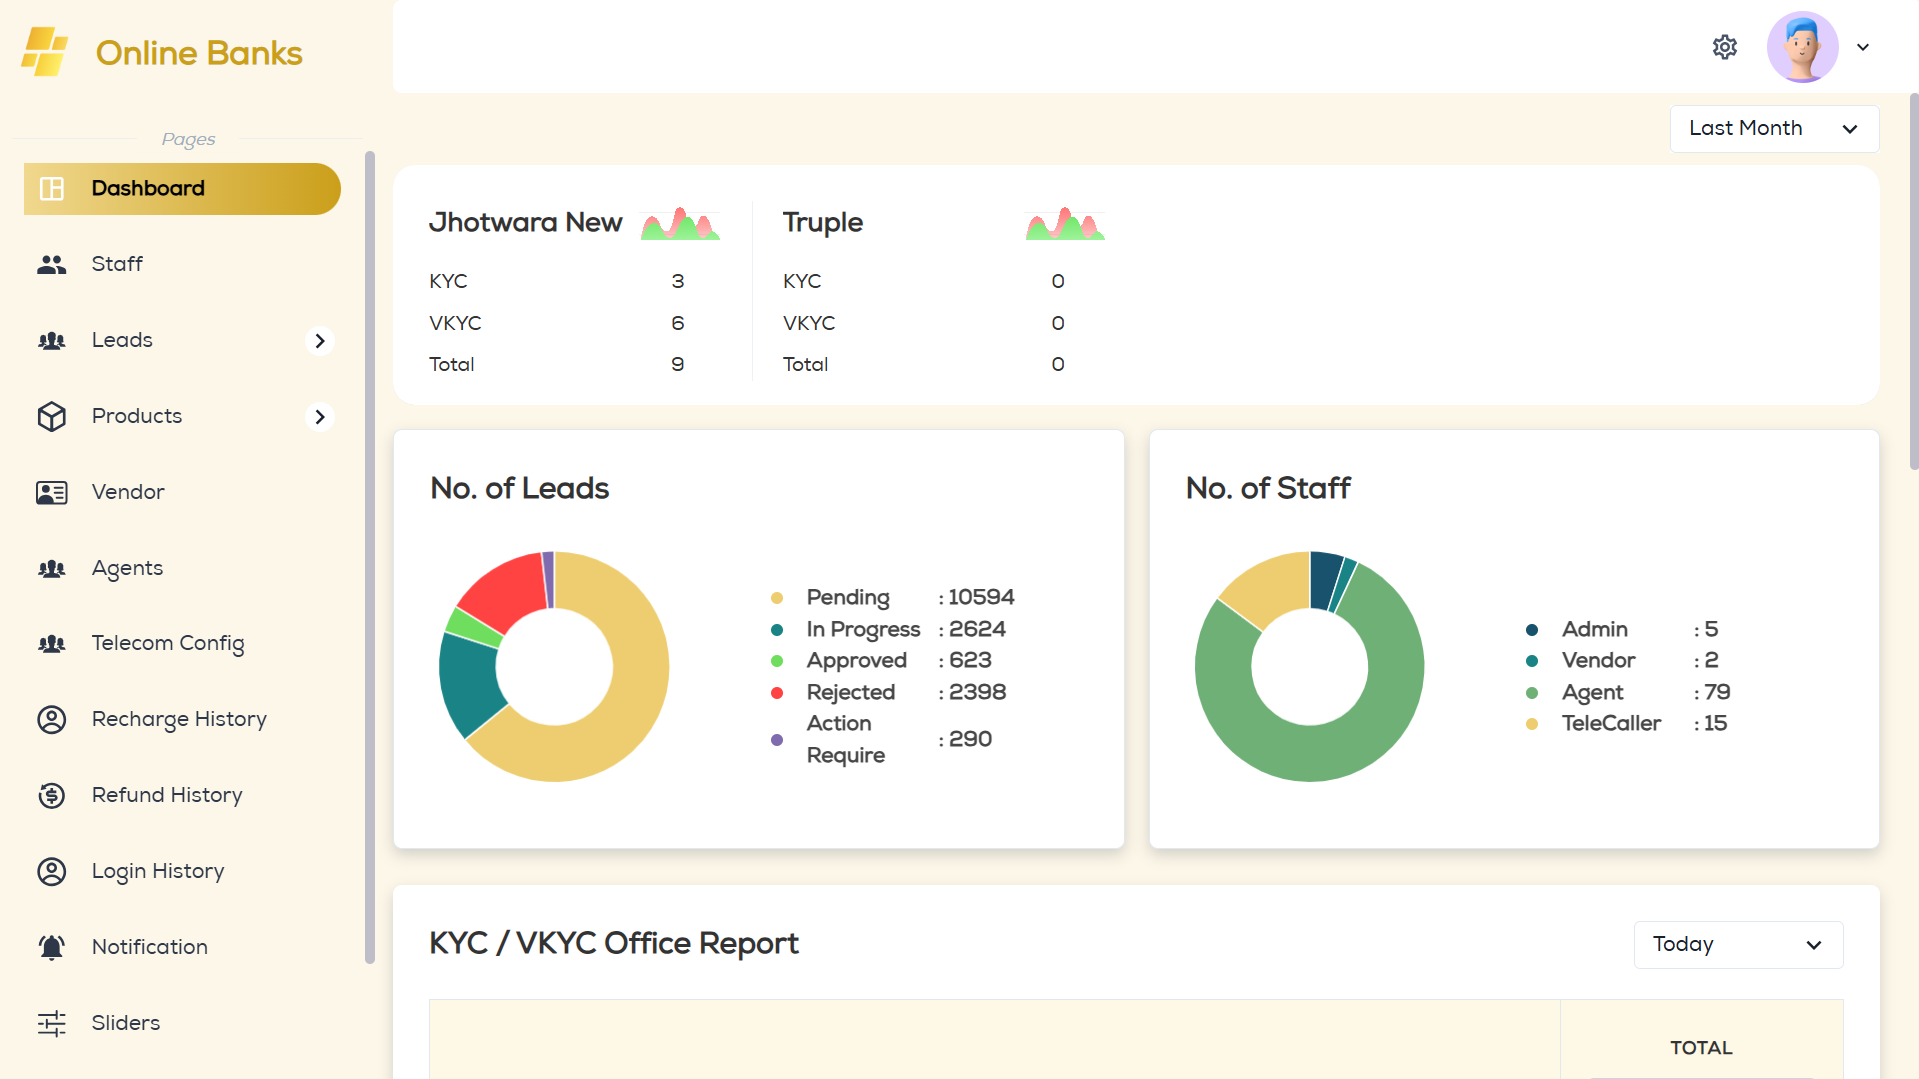 Online Banks
Pages
Dashboard
Staff
Leads
Products
Vendor
Agents
Telecom Config
Recharge History
Refund History
Login History
Notification
Sliders
Last Month
Jhotwara New
KYC 3
VKYC 6
Total 9
Truple
KYC 0
VKYC 0
Total 0
No. of Leads
Pending : 10594
In Progress : 2624
Approved : 623
Rejected : 2398
Action
Require : 290
No. of Staff
Admin : 5
Vendor : 2
Agent : 79
TeleCaller : 15
KYC / VKYC Office Report
Today
TOTAL